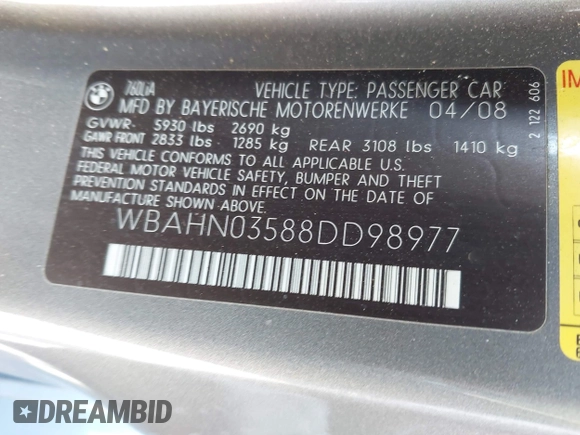 760LiA VEHICLE TYPE: PASSENGER CAR
MFD BY BAYERISCHE MOTORENWERKE 04/08
GVWR- 5930 lbs 2690 kg
GAWR FRONT 2833 lbs 1285 kg REAR 3108 lbs 1410 kg
THIS VEHICLE CONFORMS TO ALL APPLICABLE U.S.
FEDERAL MOTOR VEHICLE SAFETY, BUMPER AND THEFT
PREVENTION STANDARDS IN EFFECT ON THE DATE OF
MANUFACTURE SHOWN ABOVE.
WBAHN03588DD98977
2 122 606
IM
DREAMBID